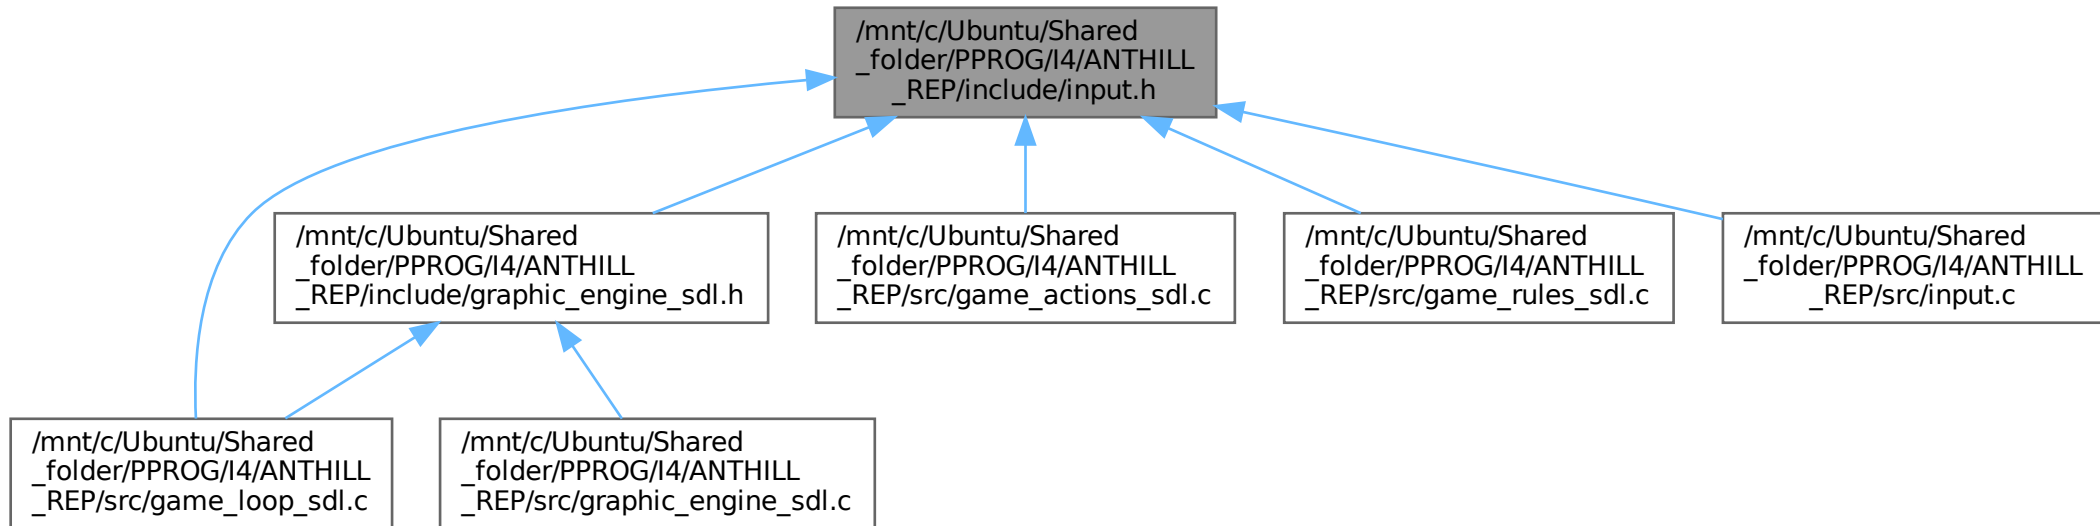 /mnt/c/Ubuntu/Shared
_folder/PPROG/I4/ANTHILL
_REP/include/input.h
/mnt/c/Ubuntu/Shared
_folder/PPROG/I4/ANTHILL
_REP/include/graphic_engine_sdl.h
/mnt/c/Ubuntu/Shared
_folder/PPROG/I4/ANTHILL
_REP/src/game_actions_sdl.c
/mnt/c/Ubuntu/Shared
_folder/PPROG/I4/ANTHILL
_REP/src/game_rules_sdl.c
/mnt/c/Ubuntu/Shared
_folder/PPROG/I4/ANTHILL
_REP/src/input.c
/mnt/c/Ubuntu/Shared
_folder/PPROG/I4/ANTHILL
_REP/src/game_loop_sdl.c
/mnt/c/Ubuntu/Shared
_folder/PPROG/I4/ANTHILL
_REP/src/graphic_engine_sdl.c